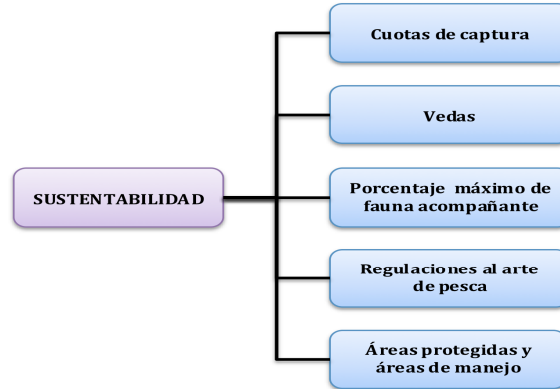 Cuotas de captura
Vedas
SUSTENTABILIDAD
Porcentaje máximo de
fauna acompañante
Regulaciones al arte
de pesca
Áreas protegidas y
áreas de manejo